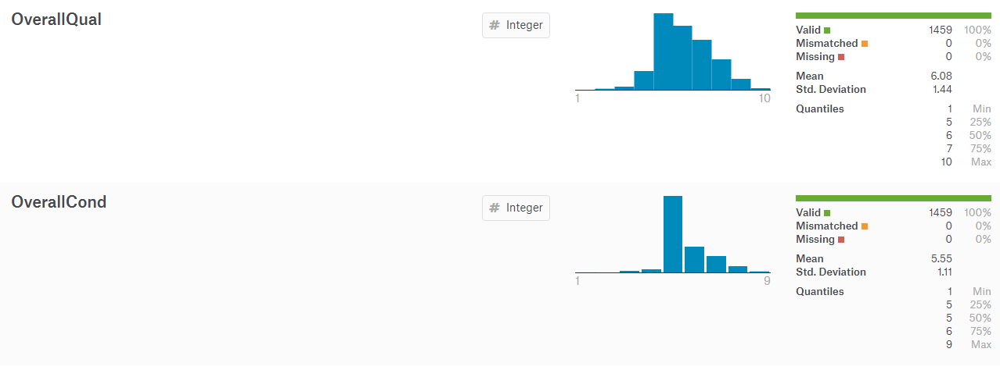 OverallQual
# Integer
1 10
Valid 1459 100%
Mismatched 0 0%
Missing 0 0%
Mean 6.08
Std. Deviation 1.44
Quantiles 1 Min
5 25%
6 50%
7 75%
10 Max
OverallCond
# Integer
1 9
Valid 1459 100%
Mismatched 0 0%
Missing 0 0%
Mean 5.55
Std. Deviation 1.11
Quantiles 1 Min
5 25%
5 50%
6 75%
9 Max